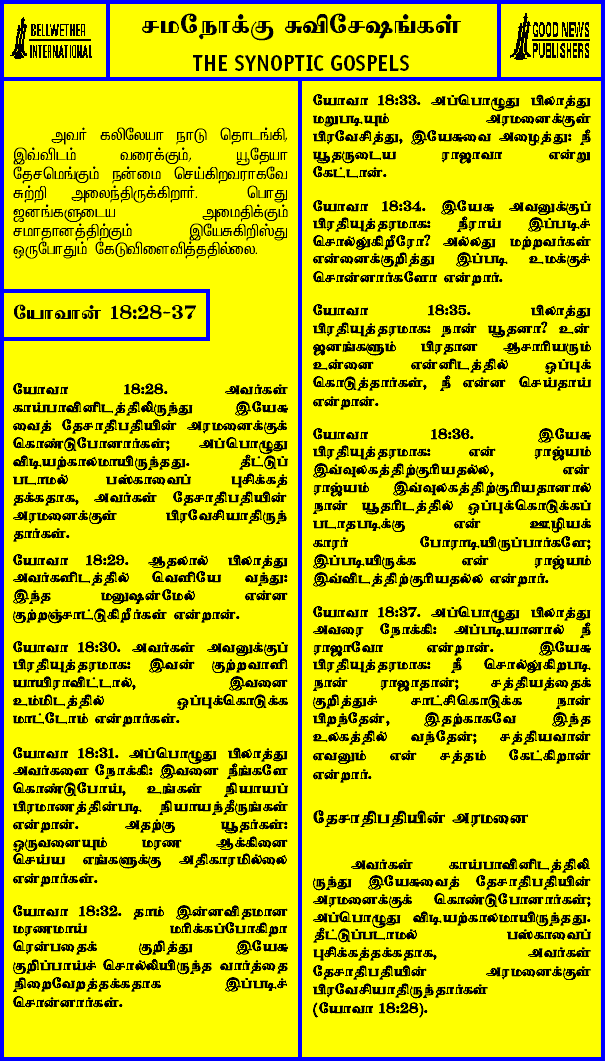 BELLWETHER
INTERNATIONAL
சமநோக்கு சுவிசேஷங்கள்
THE SYNOPTIC GOSPELS
GOOD NEWS
PUBLISHERS
அவர் கலிலேயா நாடு தொடங்கி,
இவ்விடம் வரைக்கும், யூதேயா
தேசமெங்கும் நன்மை செய்கிறவராகவே
சுற்றி அலைந்திருக்கிறார். பொது
ஜனங்களுடைய அமைதிக்கும்
சமாதானத்திற்கும் இயேசுகிறிஸ்து
ஒருபோதும் கேடுவிளைவித்ததில்லை.
யோவான் 18:28-37
யோவா 18:28. அவர்கள்
காய்பாவினிடத்திலிருந்து இயேசு
வைத் தேசாதிபதியின் அரமனைக்குக்
கொண்டுபோனார்கள்; அப்பொழுது
விடியற்காலமாயிருந்தது. தீட்டுப்
படாமல் பஸ்காவைப் புசிக்கத்
தக்கதாக, அவர்கள் தேசாதிபதியின்
அரமனைக்குள் பிரவேசியாதிருந்
தார்கள்.
யோவா 18:29. ஆதலால் பிலாத்து
அவர்களிடத்தில் வெளியே வந்து:
இந்த மனுஷன்மேல் என்ன
குற்றஞ்சாட்டுகிறீர்கள் என்றான்.
யோவா 18:30. அவர்கள் அவனுக்குப்
பிரதியுத்தரமாக: இவன் குற்றவாளி
யாயிராவிட்டால், இவனை
உம்மிடத்தில் ஒப்புக்கொடுக்க
மாட்டோம் என்றார்கள்.
யோவா 18:31. அப்பொழுது பிலாத்து
அவர்களை நோக்கி: இவனை நீங்களே
கொண்டுபோய், உங்கள் நியாயப்
பிரமாணத்தின்படி நியாயந்தீருங்கள்
என்றான். அதற்கு யூதர்கள்:
ஒருவனையும் மரண ஆக்கினை
செய்ய எங்களுக்கு அதிகாரமில்லை
என்றார்கள்.
யோவா 18:32. தாம் இன்னவிதமான
மரணமாய் மரிக்கப்போகிறா
ரென்பதைக் குறித்து இயேசு
குறிப்பாய்ச் சொல்லியிருந்த வார்த்தை
நிறைவேறத்தக்கதாக இப்படிச்
சொன்னார்கள்.
யோவா 18:33. அப்பொழுது பிலாத்து
மறுபடியும் அரமனைக்குள்
பிரவேசித்து, இயேசுவை அழைத்து: நீ
யூதருடைய ராஜாவா என்று
கேட்டான்.
யோவா 18:34. இயேசு அவனுக்குப்
பிரதியுத்தரமாக: நீராய் இப்படிச்
சொல்லுகிறீரோ? அல்லது மற்றவர்கள்
என்னைக்குறித்து இப்படி உமக்குச்
சொன்னார்களோ என்றார்.
யோவா 18:35. பிலாத்து
பிரதியுத்தரமாக: நான் யூதனா? உன்
ஜனங்களும் பிரதான ஆசாரியரும்
உன்னை என்னிடத்தில் ஒப்புக்
கொடுத்தார்கள், நீ என்ன செய்தாய்
என்றான்.
யோவா 18:36. இயேசு
பிரதியுத்தரமாக: என் ராஜ்யம்
இவ்வுலகத்திற்குரியதல்ல, என்
ராஜ்யம் இவ்வுலகத்திற்குரியதானால்
நான் யூதரிடத்தில் ஒப்புக்கொடுக்கப்
படாதபடிக்கு என் ஊழியக்
காரர் போராடியிருப்பார்களே;
இப்படியிருக்க என் ராஜ்யம்
இவ்விடத்திற்குரியதல்ல என்றார்.
யோவா 18:37. அப்பொழுது பிலாத்து
அவரை நோக்கி: அப்படியானால் நீ
ராஜாவோ என்றான். இயேசு
பிரதியுத்தரமாக: நீ சொல்லுகிறபடி
நான் ராஜாதான்; சத்தியத்தைக்
குறித்துச் சாட்சிகொடுக்க நான்
பிறந்தேன், இதற்காகவே இந்த
உலகத்தில் வந்தேன்; சத்தியவான்
எவனும் என் சத்தம் கேட்கிறான்
என்றார்.
தேசாதிபதியின் அரமனை
அவர்கள் காய்பாவினிடத்திலி
ருந்து இயேசுவைத் தேசாதிபதியின்
அரமனைக்குக் கொண்டுபோனார்கள்;
அப்பொழுது விடியற்காலமாயிருந்தது.
தீட்டுப்படாமல் பஸ்காவைப்
புசிக்கத்தக்கதாக, அவர்கள்
தேசாதிபதியின் அரமனைக்குள்
பிரவேசியாதிருந்தார்கள்
(யோவா 18:28).